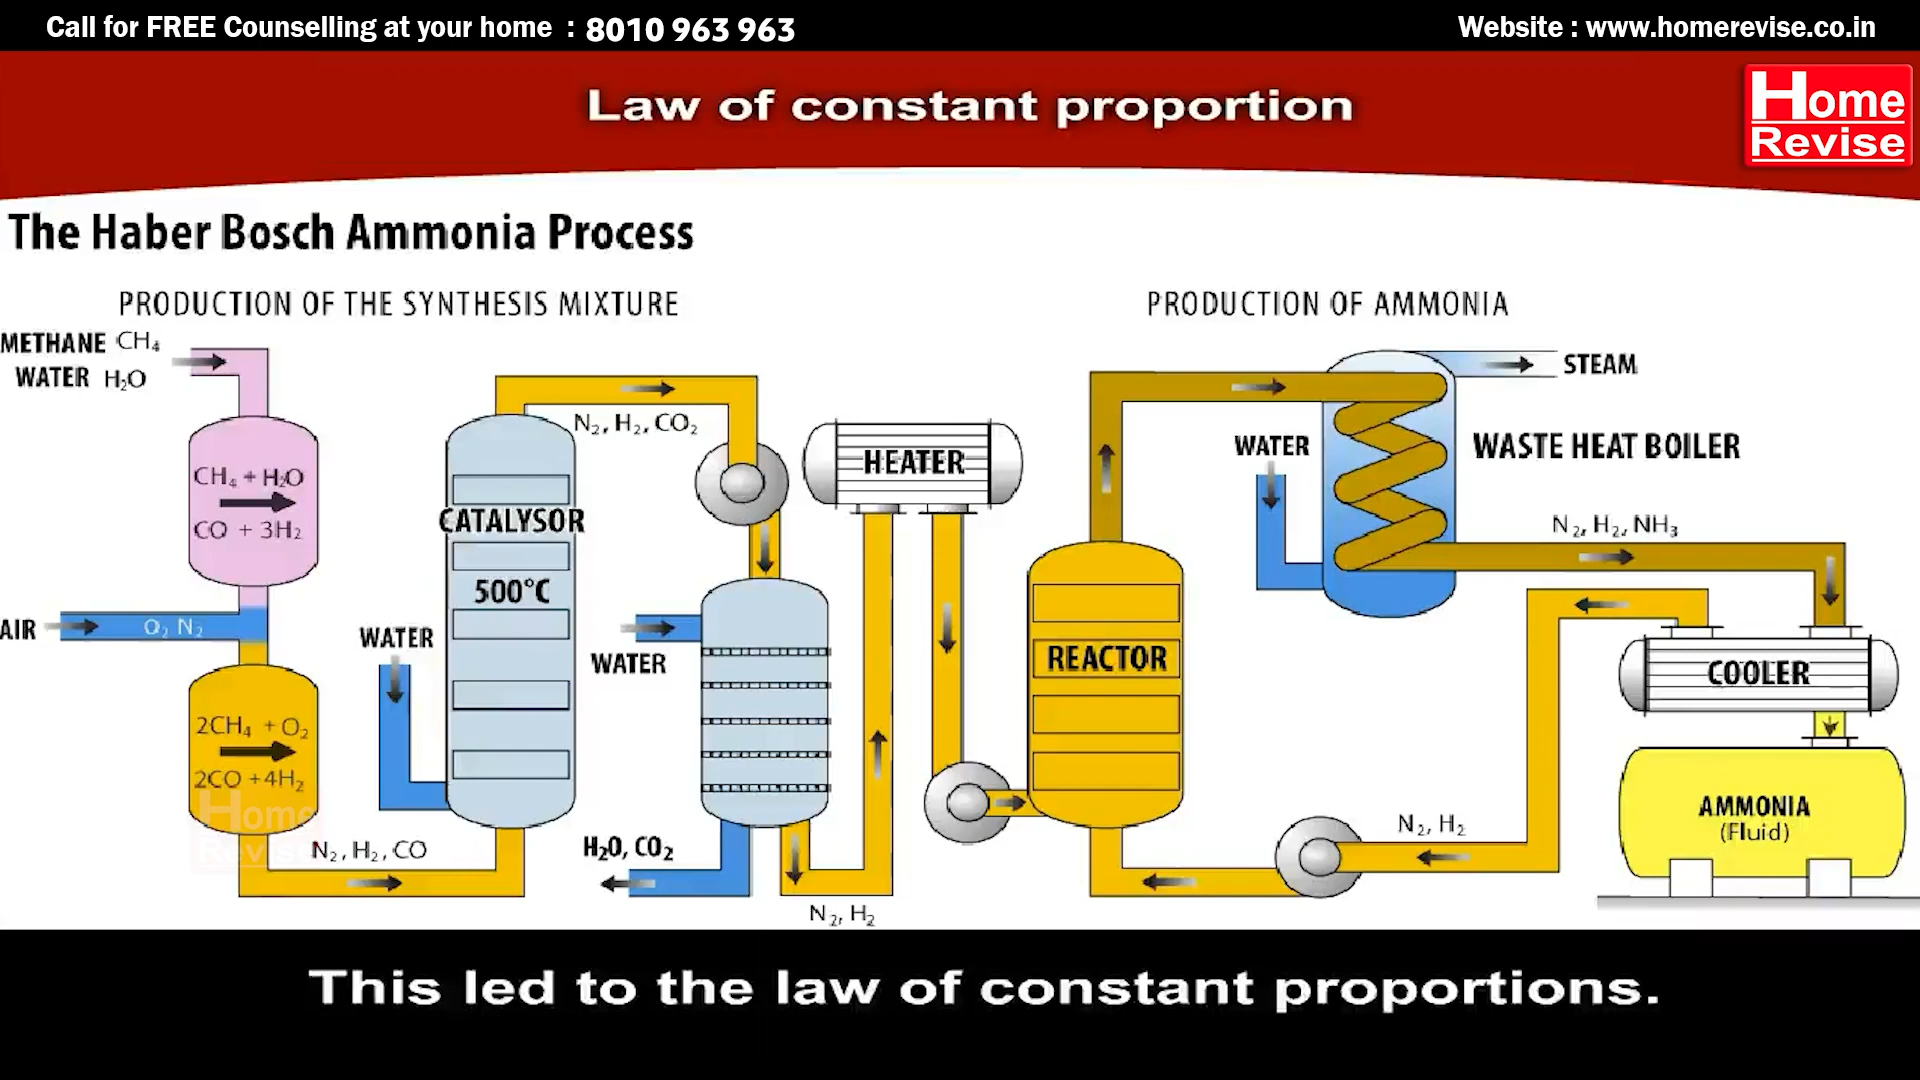 Call for FREE Counselling at your home : 8010 963 963
Website : www.homerevise.co.in
Law of constant proportion
Home
Revise
The Haber Bosch Ammonia Process
PRODUCTION OF THE SYNTHESIS MIXTURE
PRODUCTION OF AMMONIA
METHANE CH₄
WATER H₂O
CH₄ + H₂O
CO + 3H₂
AIR
O₂ N₂
2CH₄ + O₂
2CO + 4H₂
Home
Revise
N₂, H₂, CO
WATER
CATALYSOR
500°C
N₂, H₂, CO₂
WATER
H₂O, CO₂
N₂, H₂
HEATER
REACTOR
WATER
STEAM
WASTE HEAT BOILER
N₂, H₂, NH₃
COOLER
AMMONIA
(Fluid)
N₂, H₂
This led to the law of constant proportions.